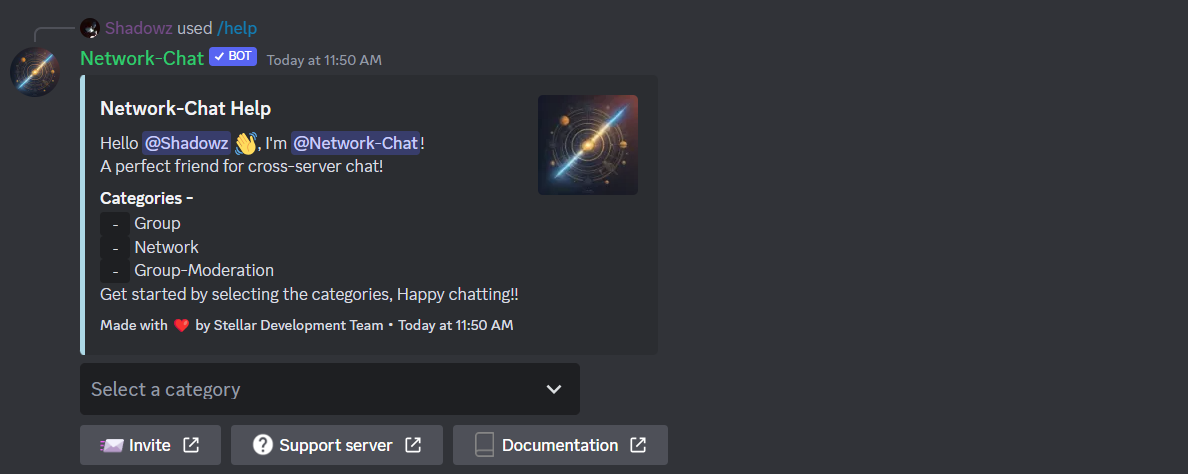 Shadowz used /help
Network-Chat BOT Today at 11:50 AM
Network-Chat Help
Hello @Shadowz 👋, I'm @Network-Chat!
A perfect friend for cross-server chat!
Categories -
- Group
- Network
- Group-Moderation
Get started by selecting the categories, Happy chatting!!
Made with ❤️ by Stellar Development Team • Today at 11:50 AM
Select a category
Invite Support server Documentation